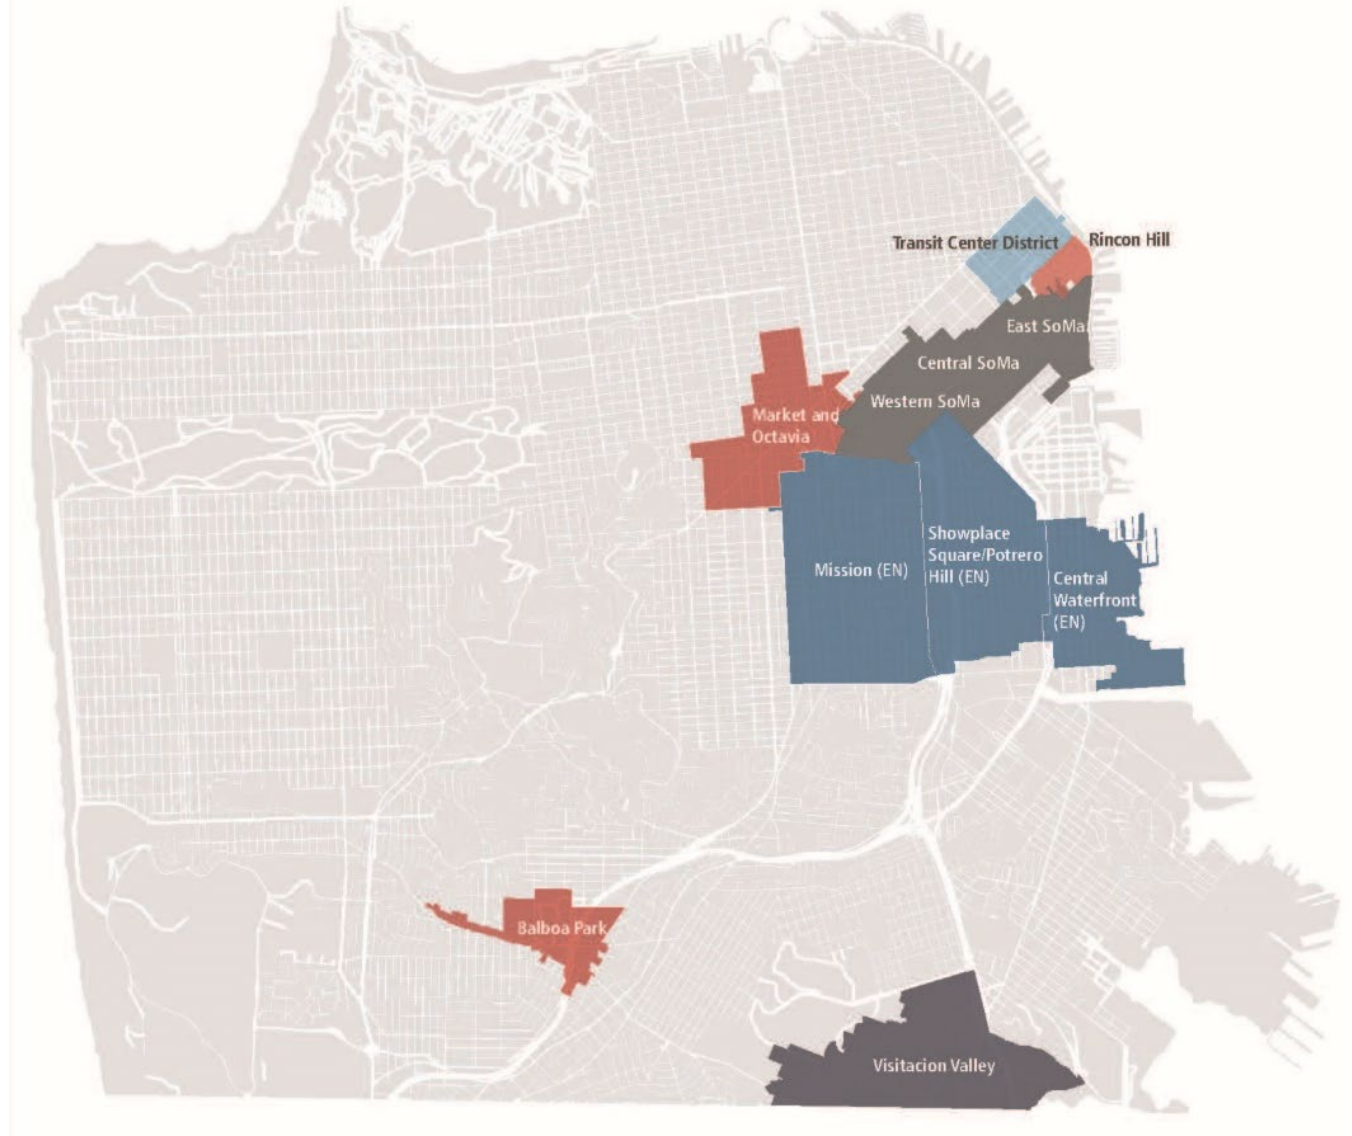 Transit Center District
Rincon Hill
East SoMa
Central SoMa
Western SoMa
Market and
Octavia
Showplace
Square/Potrero
Hill (EN)
Mission (EN)
Central
Waterfront
(EN)
Balboa Park
Visitacion Valley